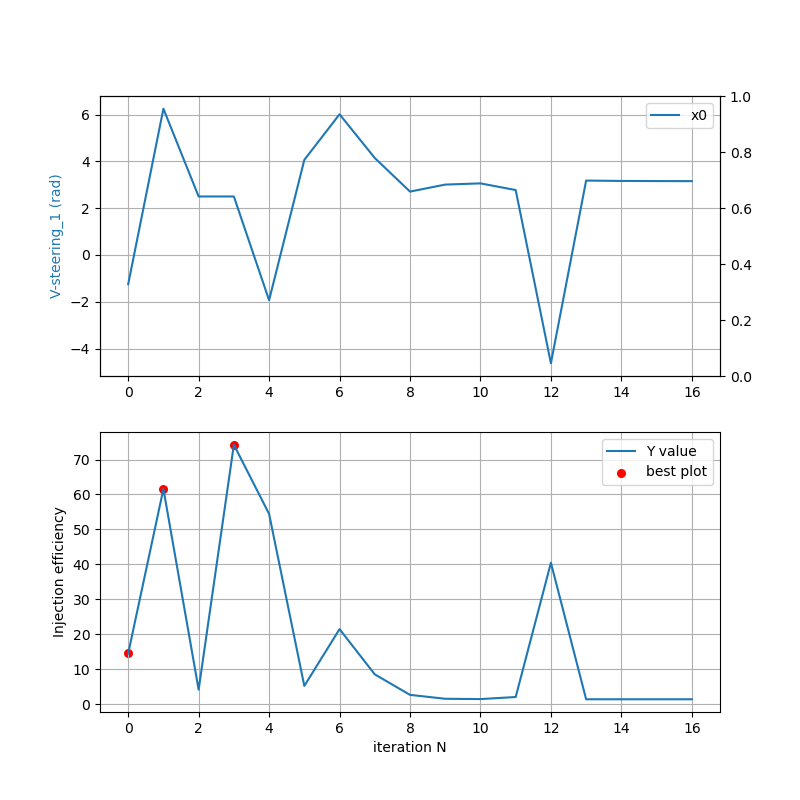 6
4
2
0
−2
−4
V-steering_1 (rad)
x0
1.0
0.8
0.6
0.4
0.2
0.0
0 2 4 6 8 10 12 14 16
70
60
50
40
30
20
10
0
Injection efficiency
Y value
best plot
0 2 4 6 8 10 12 14 16
iteration N